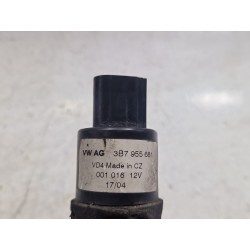 VW AG 3B7 955 681
VD4 Made in CZ
001 016 12V
17/04